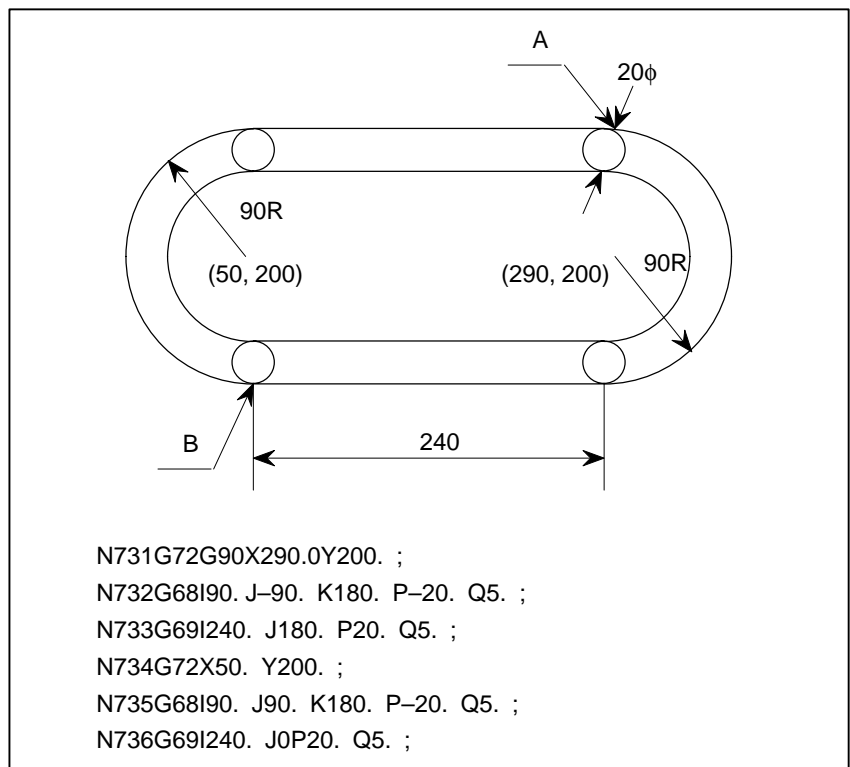 A
20ϕ
90R
(50, 200)
(290, 200)
90R
B
240
N731G72G90X290.0Y200. ;
N732G68I90. J–90. K180. P–20. Q5. ;
N733G69I240. J180. P20. Q5. ;
N734G72X50. Y200. ;
N735G68I90. J90. K180. P–20. Q5. ;
N736G69I240. J0P20. Q5. ;